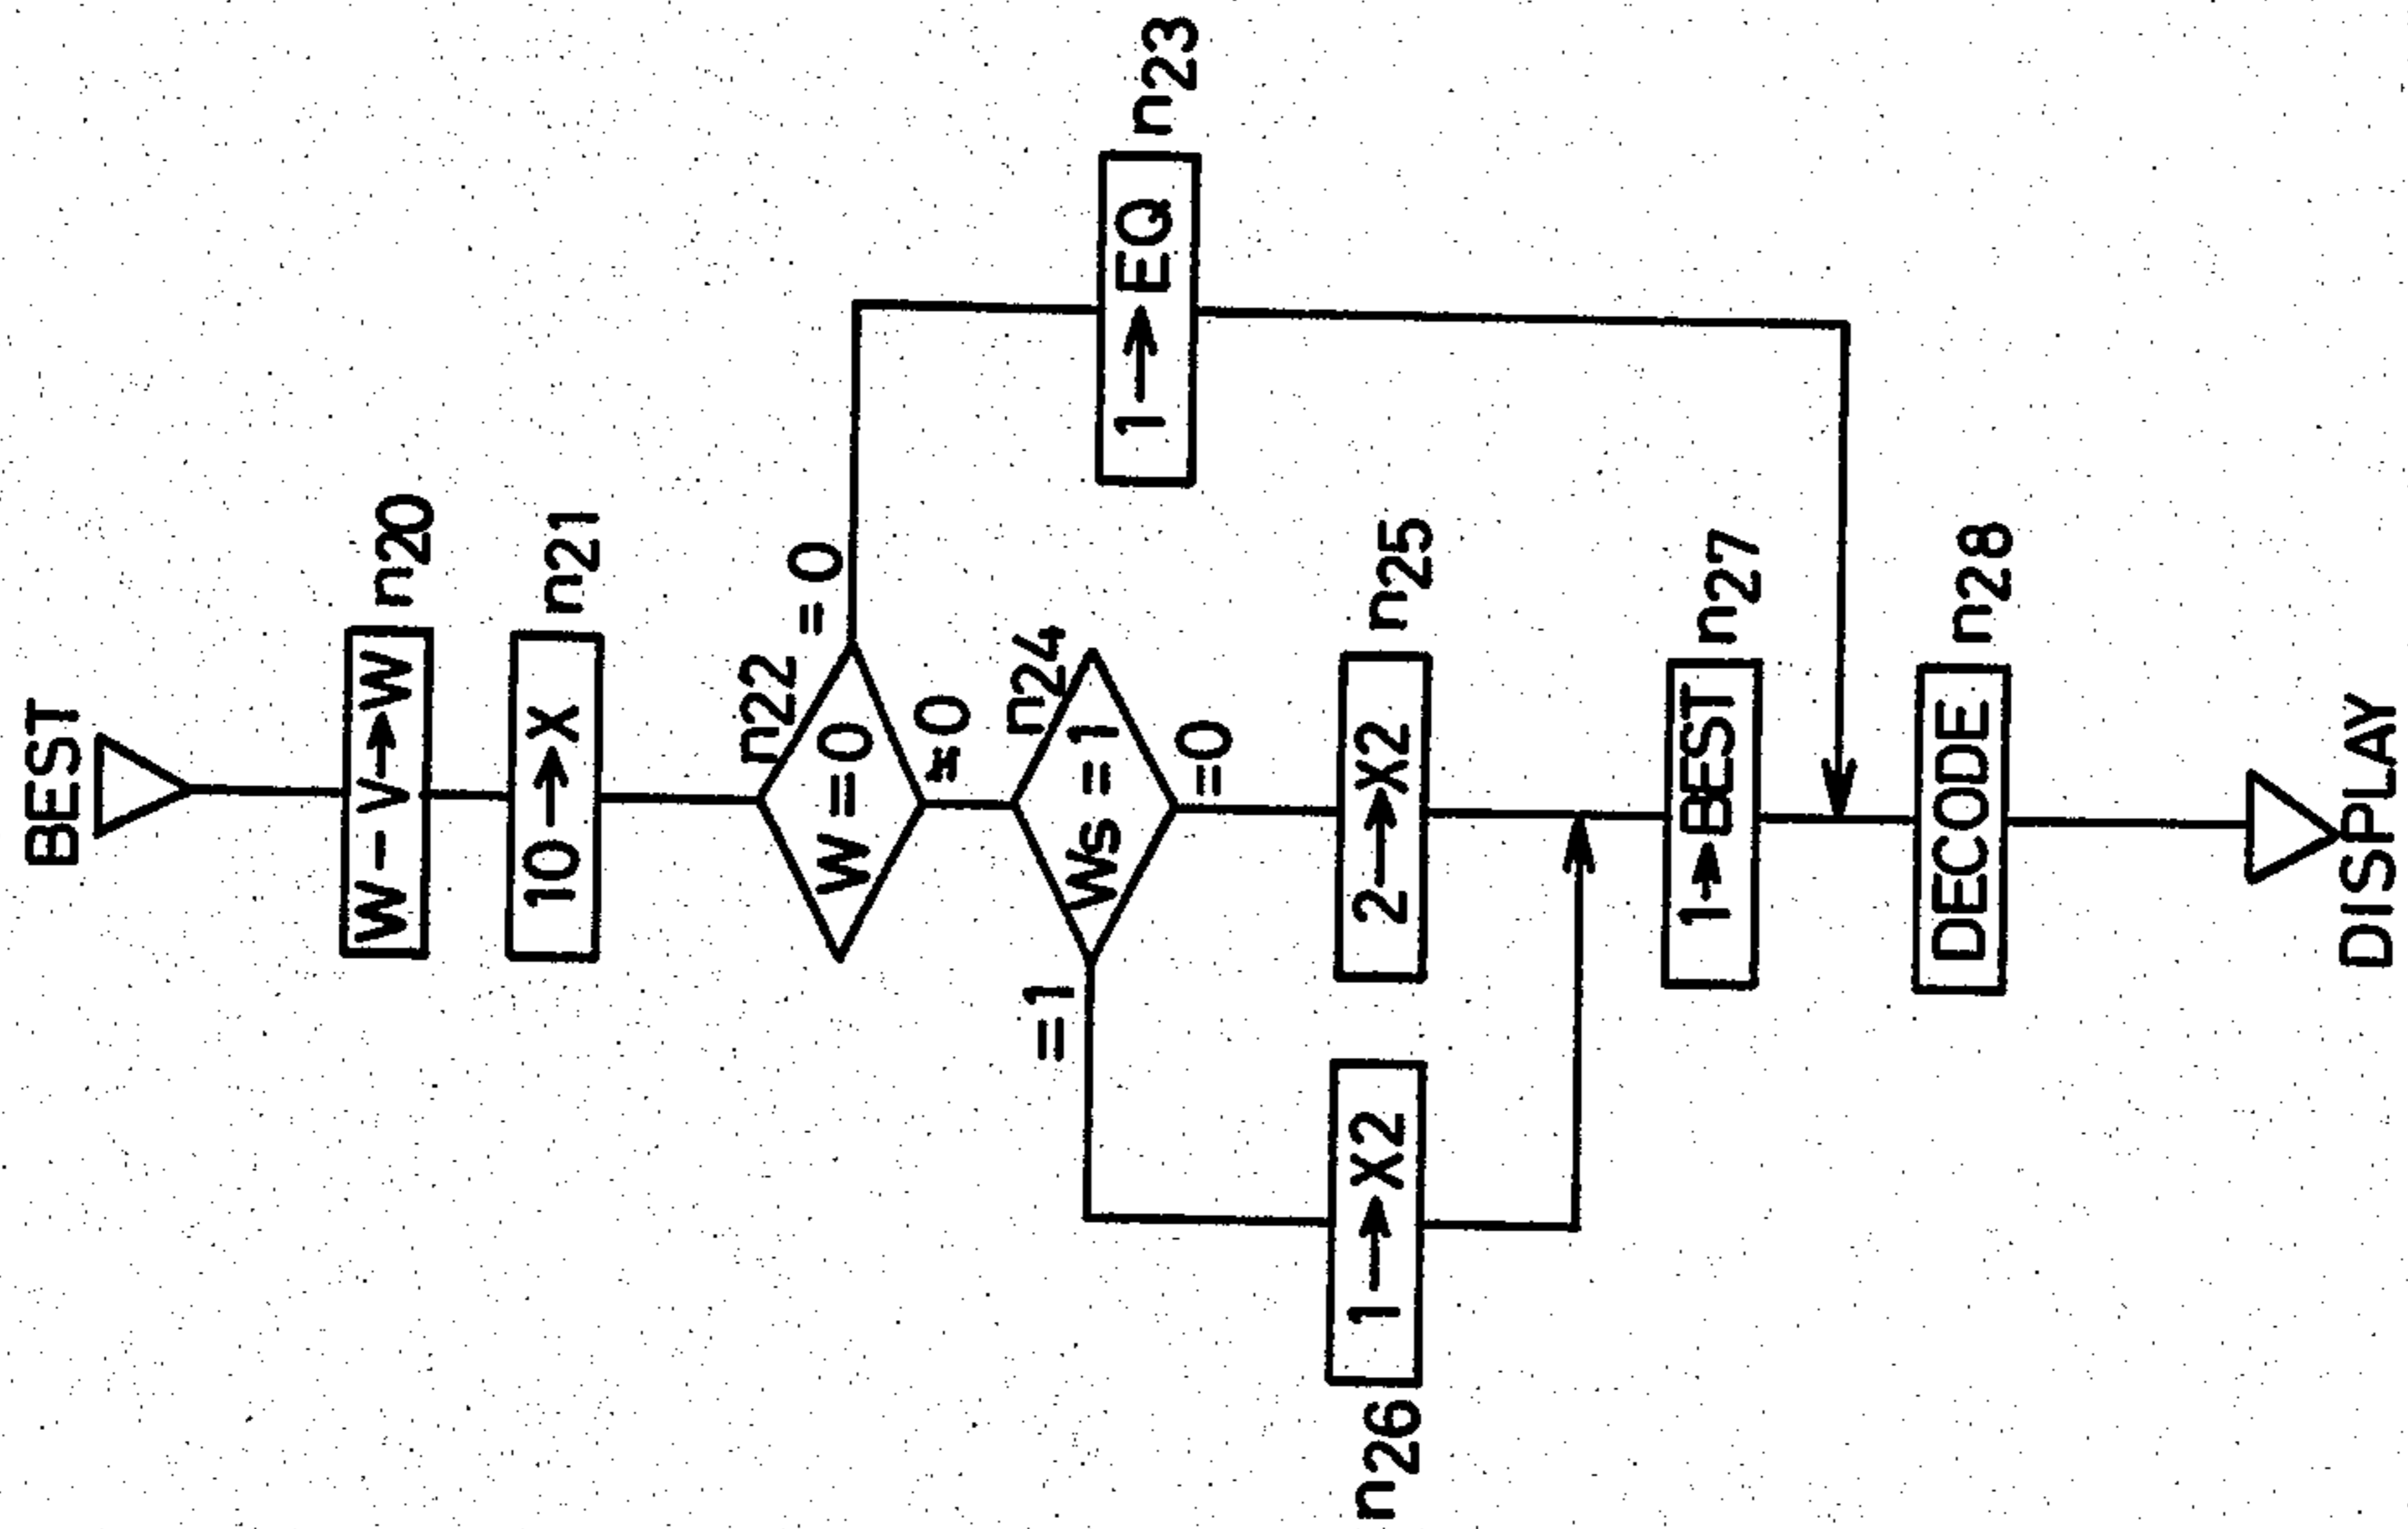 BEST
W - V→W n20
10→X n21
n22
W=0
= 0
≠0
1→EQ n23
n24
Ws = 1
=1
=0
2→X2 n25
n26 1→X2
1→BEST n27
DECODE n28
DISPLAY